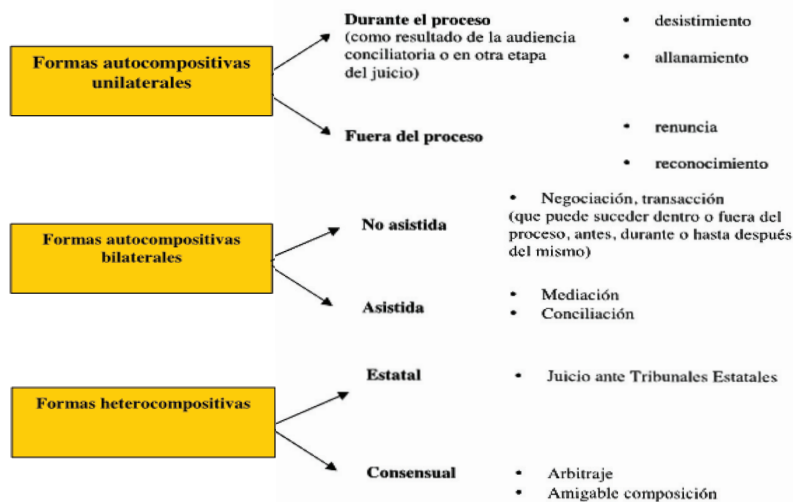 Formas autocompositivas
unilaterales
Durante el proceso
(como resultado de la audiencia
conciliatoria o en otra etapa
del juicio)
• desistimiento
• allanamiento
Fuera del proceso
• renuncia
• reconocimiento
Formas autocompositivas
bilaterales
No asistida
• Negociación, transacción
(que puede suceder dentro o fuera del
proceso, antes, durante o hasta después
del mismo)
Asistida
• Mediación
• Conciliación
Formas heterocompositivas
Estatal
• Juicio ante Tribunales Estatales
Consensual
• Arbitraje
• Amigable composición